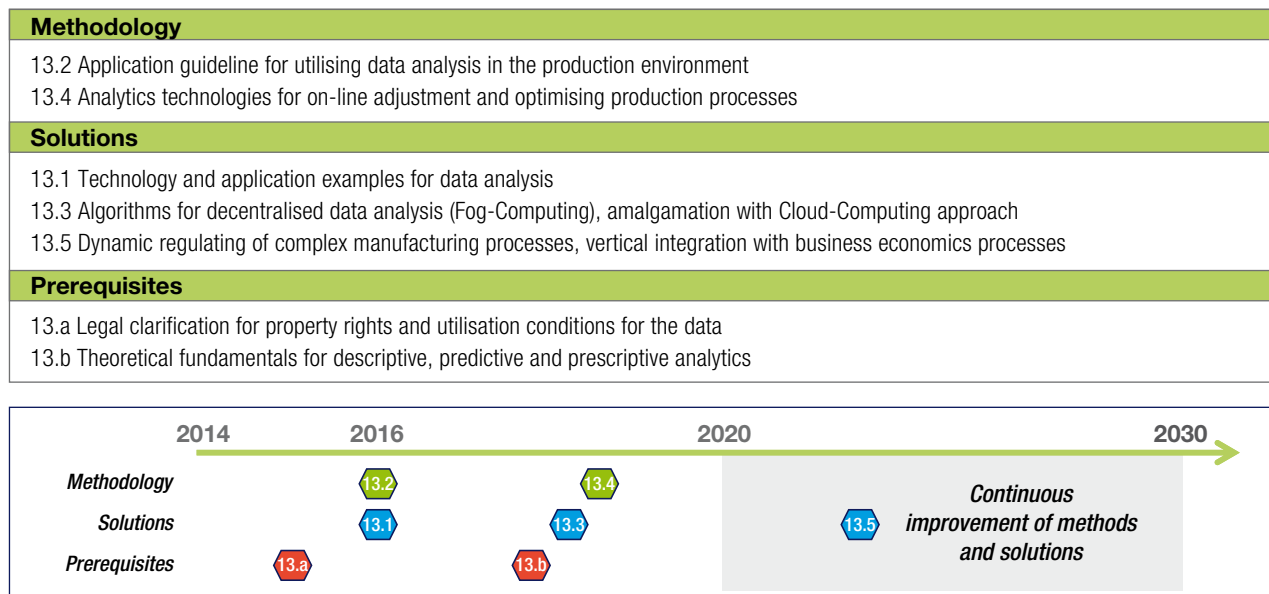 Methodology
13.2 Application guideline for utilising data analysis in the production environment
13.4 Analytics technologies for on-line adjustment and optimising production processes
Solutions
13.1 Technology and application examples for data analysis
13.3 Algorithms for decentralised data analysis (Fog-Computing), amalgamation with Cloud-Computing approach
13.5 Dynamic regulating of complex manufacturing processes, vertical integration with business economics processes
Prerequisites
13.a Legal clarification for property rights and utilisation conditions for the data
13.b Theoretical fundamentals for descriptive, predictive and prescriptive analytics
2014 2016 2020 2030
Methodology 13.2 13.4
Solutions 13.1 13.3 13.5
Prerequisites 13.a 13.b
Continuous
improvement of methods
and solutions